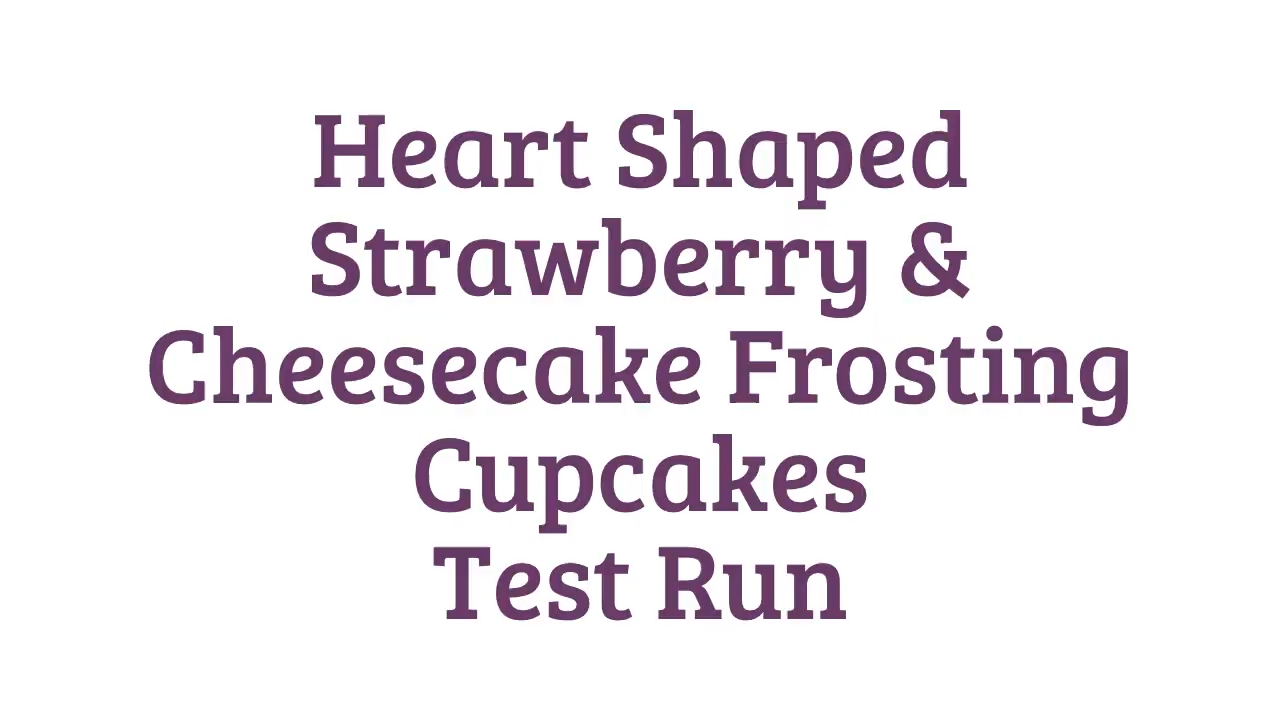 Heart Shaped
Strawberry &
Cheesecake Frosting
Cupcakes
Test Run